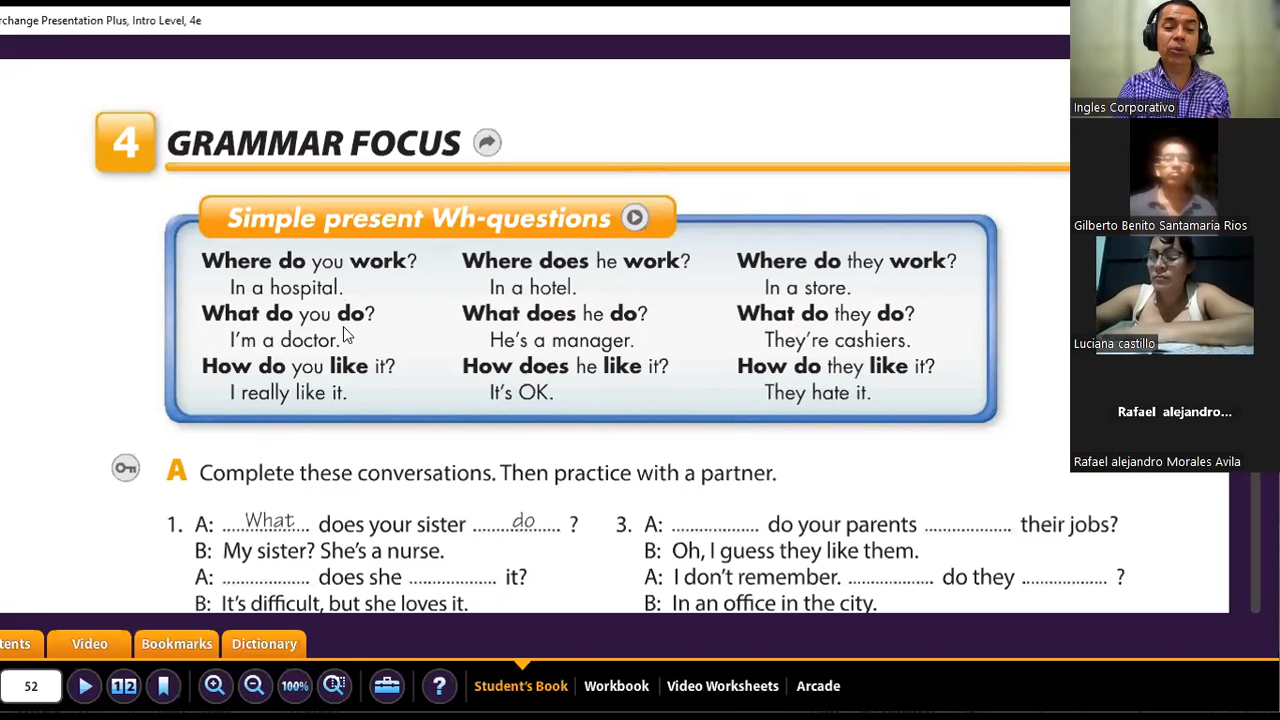 rchange Presentation Plus, Intro Level, 4e
4 GRAMMAR FOCUS
Simple present Wh-questions
Where do you work?
In a hospital.
What do you do?
I'm a doctor.
How do you like it?
I really like it.
Where does he work?
In a hotel.
What does he do?
He's a manager.
How does he like it?
It's OK.
Where do they work?
In a store.
What do they do?
They're cashiers.
How do they like it?
They hate it.
A Complete these conversations. Then practice with a partner.
1. A: ....What.... does your sister ....do.... ?
B: My sister? She's a nurse.
A: .................. does she .................. it?
B: It's difficult, but she loves it.
3. A: .................. do your parents .................. their jobs?
B: Oh, I guess they like them.
A: I don't remember. .................. do they .................. ?
B: In an office in the city.
Ingles Corporativo
Gilberto Benito Santamaria Rios
Luciana castillo
Rafael alejandro...
Rafael alejandro Morales Avila
tents
Video
Bookmarks
Dictionary
52
1 2
100%
?
Student's Book
Workbook
Video Worksheets
Arcade